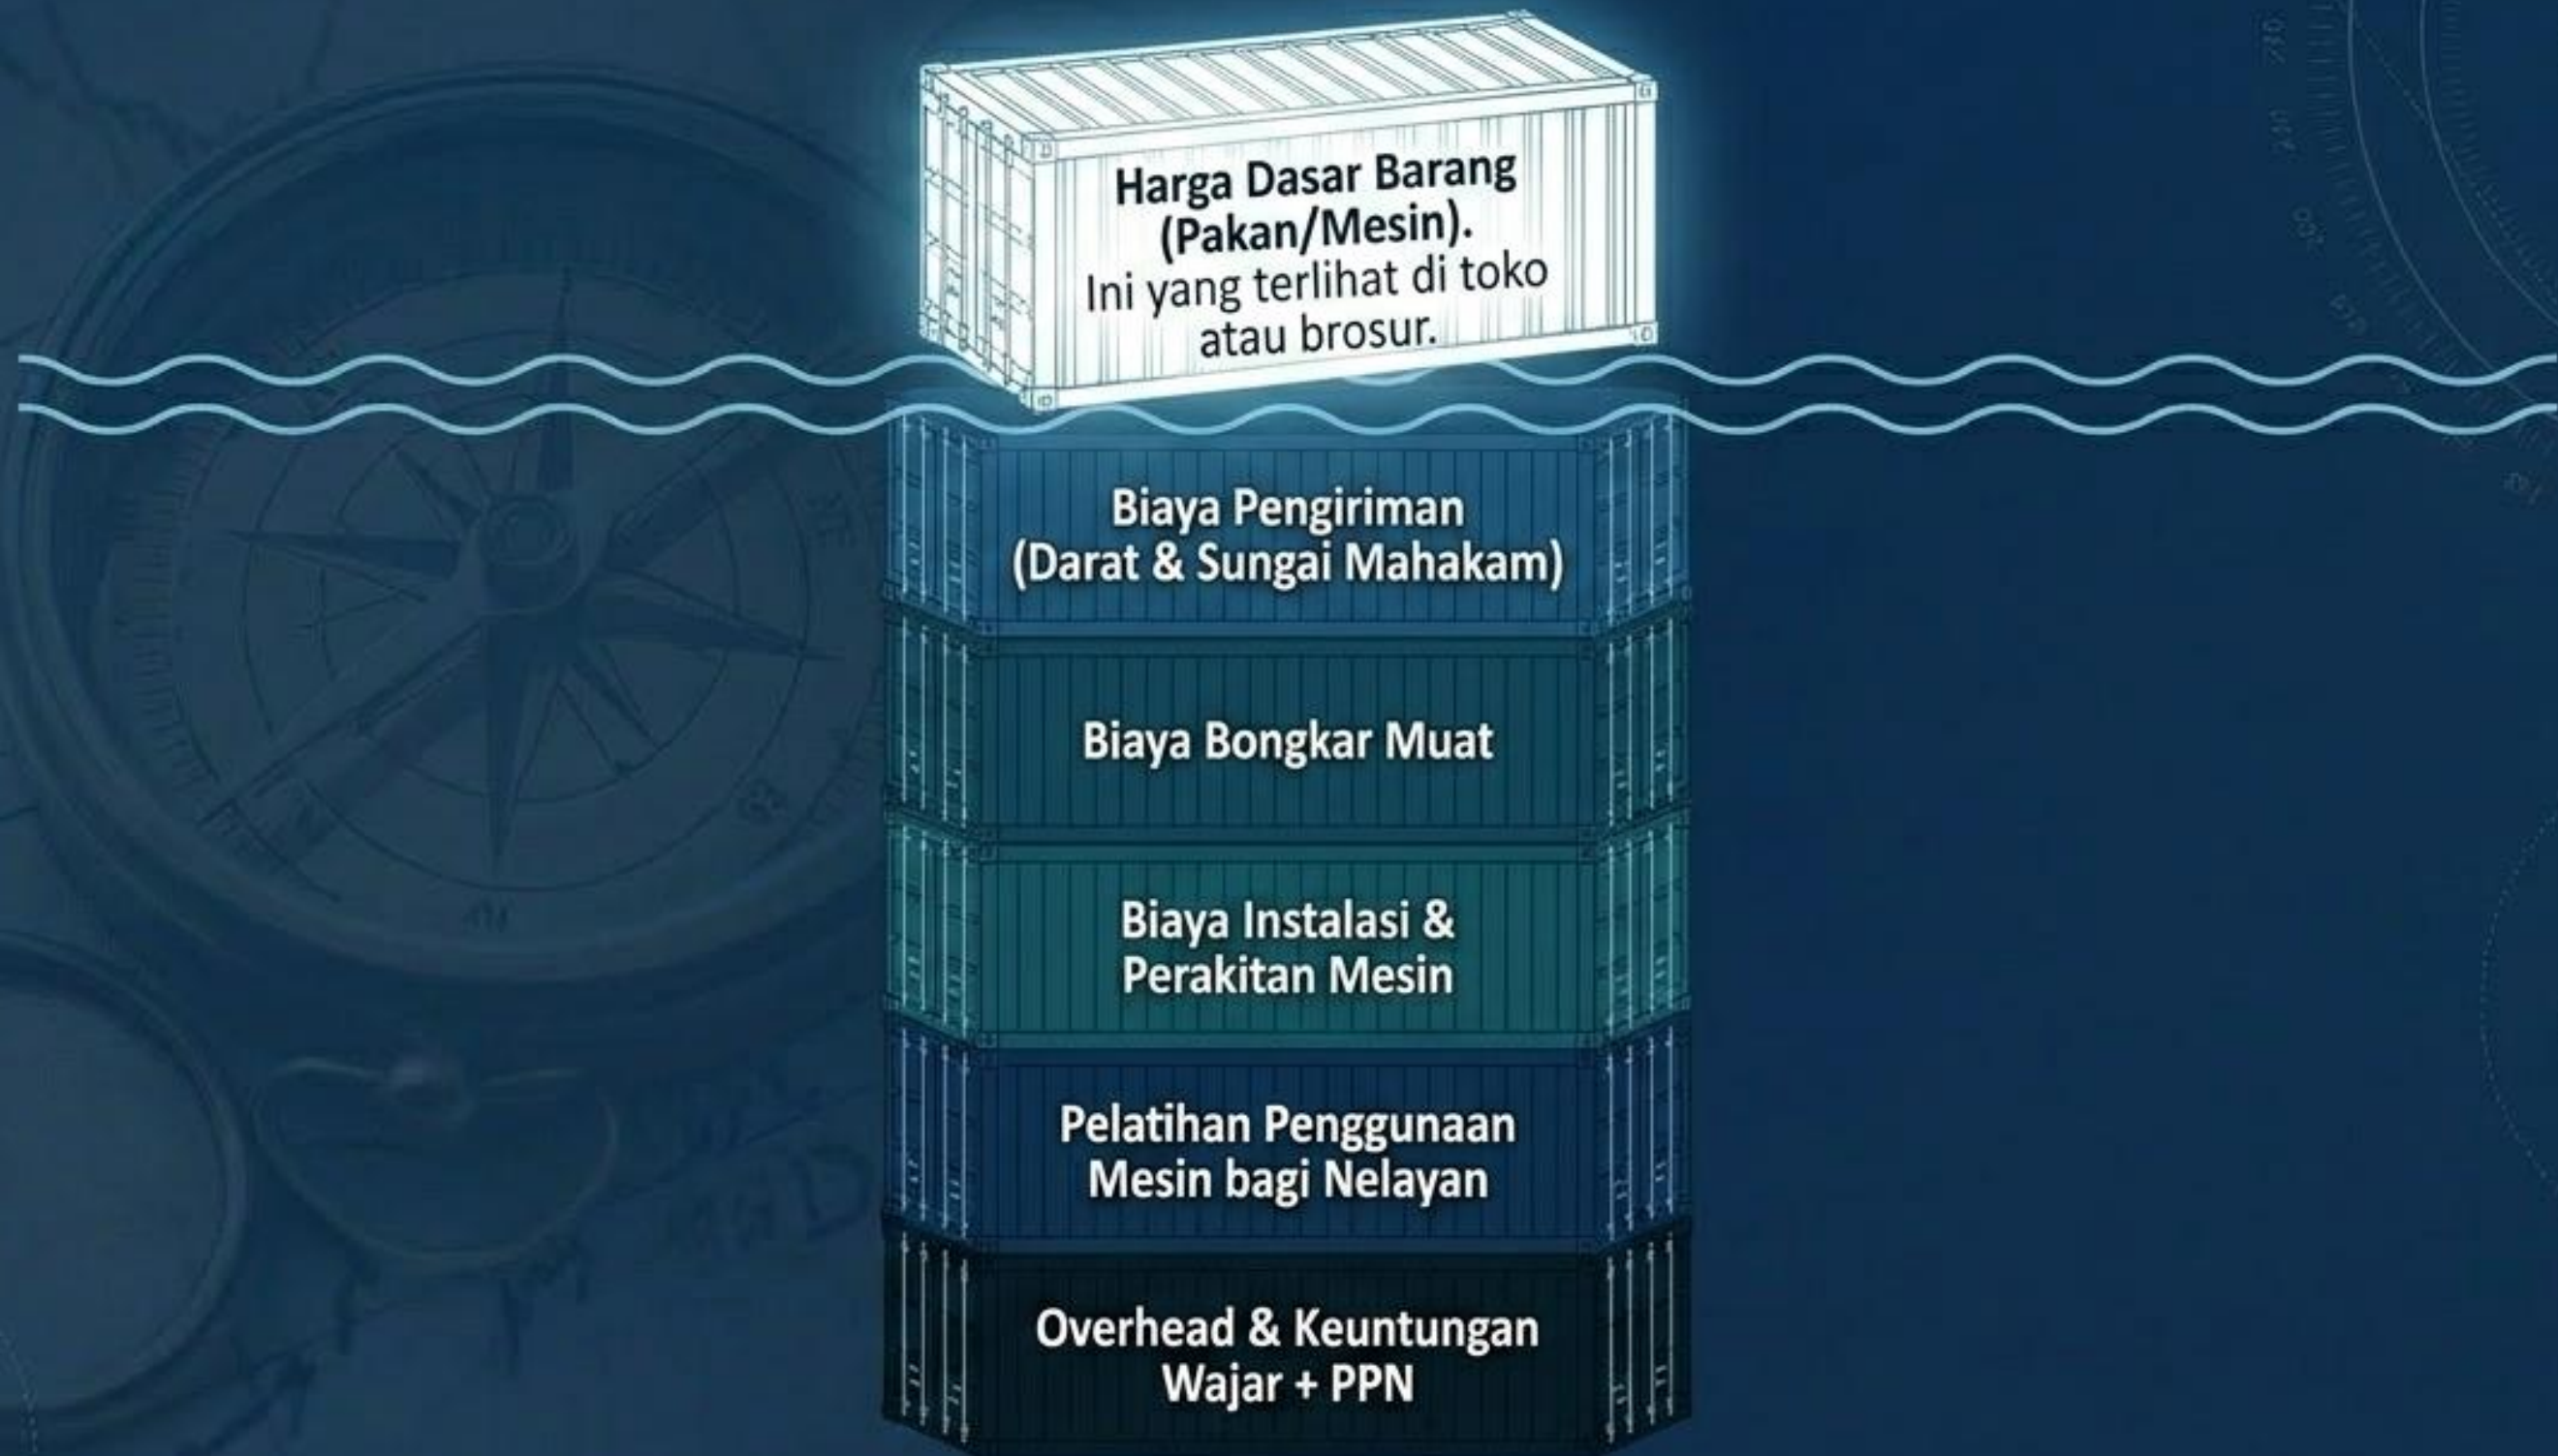 Harga Dasar Barang
(Pakan/Mesin).
Ini yang terlihat di toko
atau brosur.
Biaya Pengiriman
(Darat & Sungai Mahakam)
Biaya Bongkar Muat
Biaya Instalasi &
Perakitan Mesin
Pelatihan Penggunaan
Mesin bagi Nelayan
Overhead & Keuntungan
Wajar + PPN